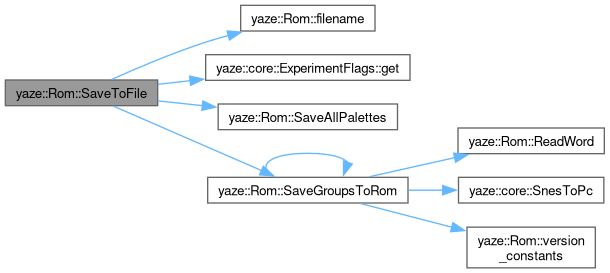 yaze::Rom::filename
yaze::core::ExperimentFlags::get
yaze::Rom::SaveToFile
yaze::Rom::SaveAllPalettes
yaze::Rom::ReadWord
yaze::Rom::SaveGroupsToRom
yaze::core::SnesToPc
yaze::Rom::version
_constants